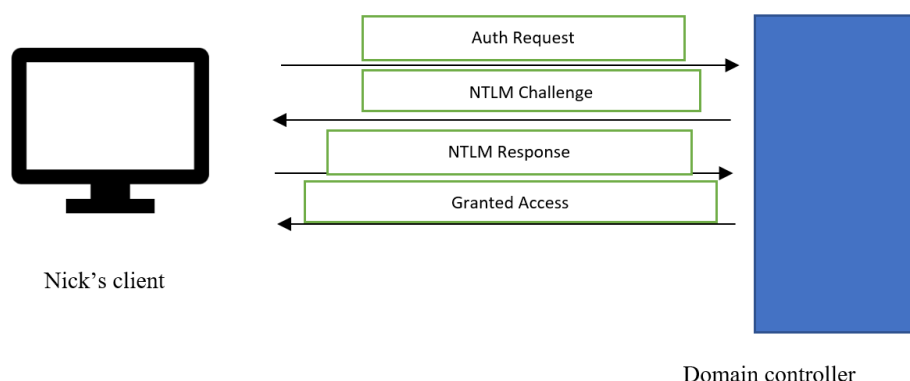 Auth Request
NTLM Challenge
NTLM Response
Granted Access
Nick’s client
Domain controller